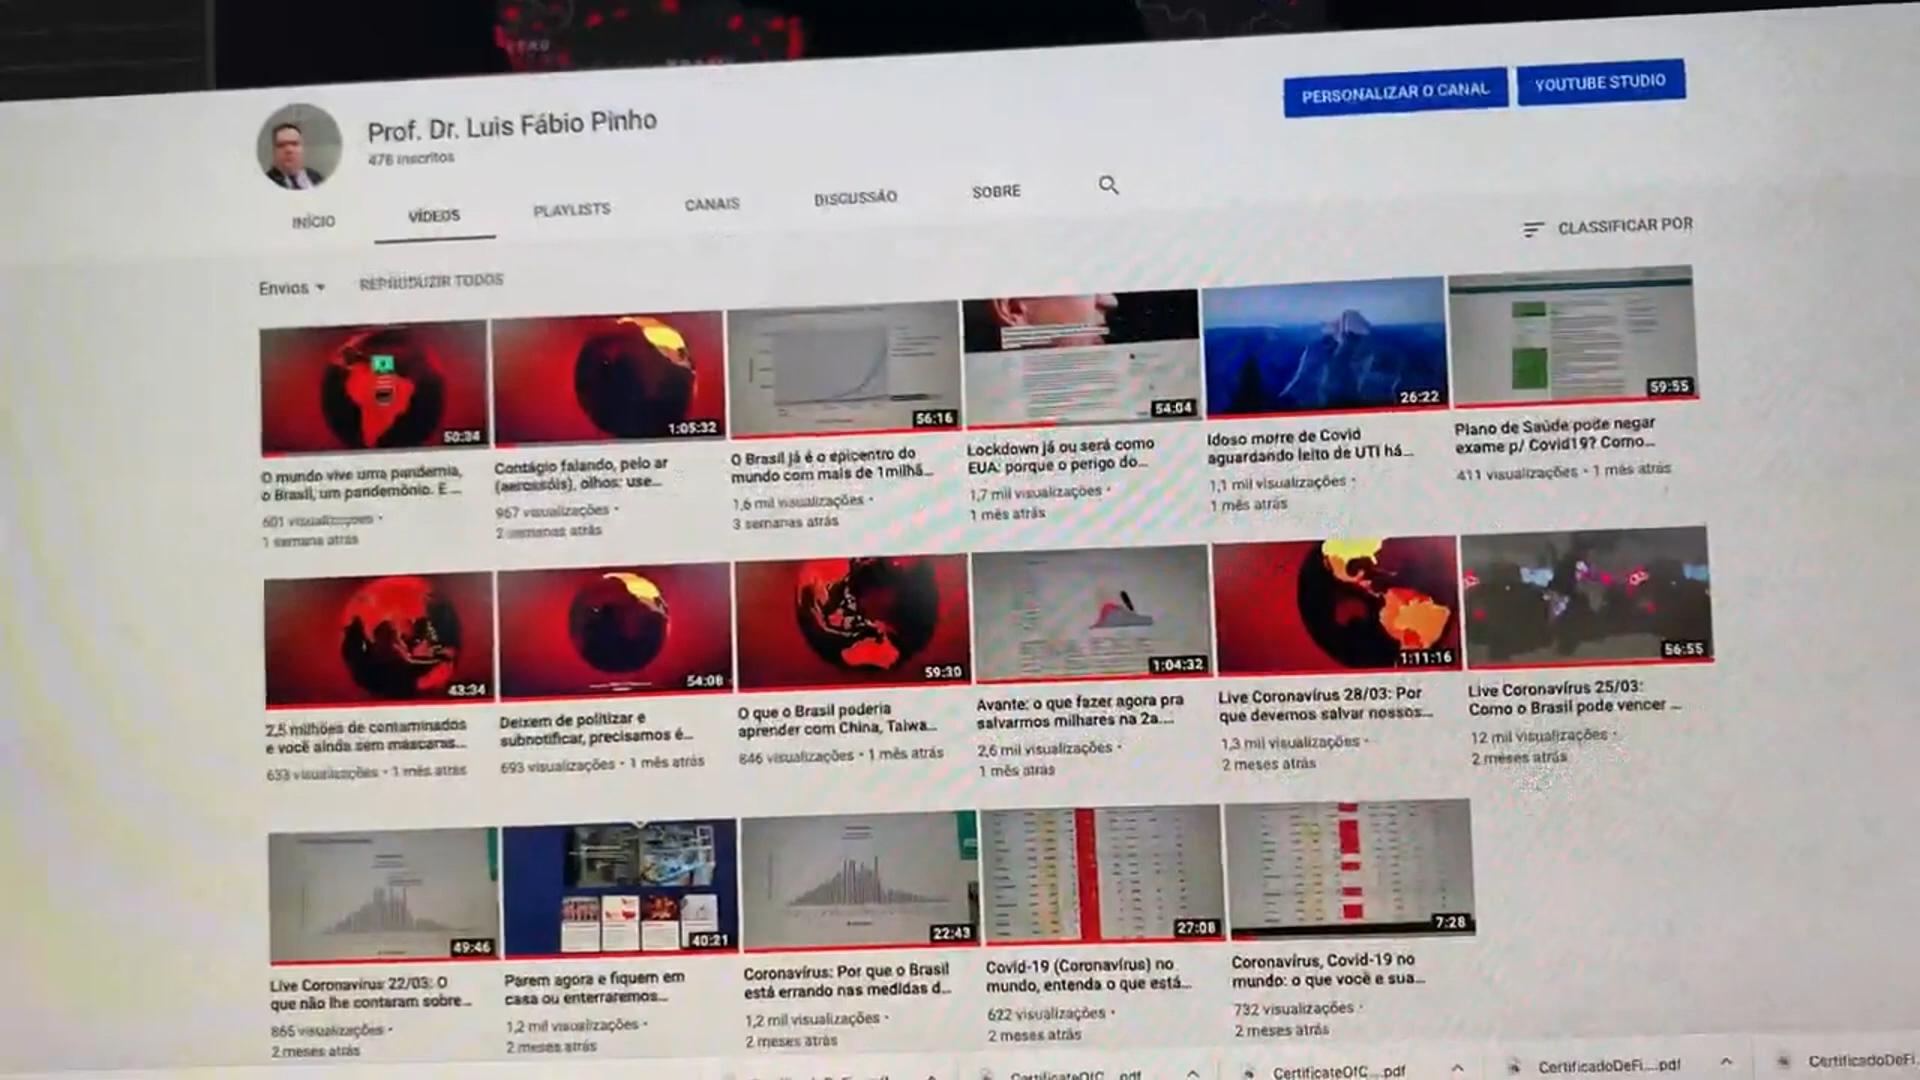 Prof. Dr. Luis Fábio Pinho
476 inscritos
PERSONALIZAR O CANAL
YOUTUBE STUDIO
INÍCIO
VÍDEOS
PLAYLISTS
CANAIS
DISCUSSÃO
SOBRE
CLASSIFICAR POR
Envios
REPRODUZIR TODOS
50:34
1:05:32
56:16
54:04
26:22
59:55
O mundo vive uma pandemia,
o Brasil, um pandemônio. E ...
601 visualizações •
1 semana atrás
Contágio falando, pelo ar
(aerossóis), olhos: use...
967 visualizações •
2 semanas atrás
O Brasil já é o epicentro do
mundo com mais de 1milhã...
1,6 mil visualizações •
3 semanas atrás
Lockdown já ou será como
EUA: porque o perigo do...
1,7 mil visualizações •
1 mês atrás
Idoso morre de Covid
aguardando leito de UTI há...
1,1 mil visualizações •
1 mês atrás
Plano de Saúde pode negar
exame p/ Covid19? Como...
411 visualizações • 1 mês atrás
43:34
54:08
59:30
1:04:32
1:11:16
56:55
2,5 milhões de contaminados
e você ainda sem máscaras...
633 visualizações • 1 mês atrás
Deixem de politizar e
subnotificar, precisamos é...
693 visualizações • 1 mês atrás
O que o Brasil poderia
aprender com China, Taiwa...
846 visualizações • 1 mês atrás
Avante: o que fazer agora pra
salvarmos milhares na 2a....
2,6 mil visualizações •
1 mês atrás
Live Coronavírus 28/03: Por
que devemos salvar nossos...
1,3 mil visualizações •
2 meses atrás
Live Coronavírus 25/03:
Como o Brasil pode vencer ...
12 mil visualizações •
2 meses atrás
49:46
40:21
22:43
27:08
7:28
Live Coronavírus 22/03: O
que não lhe contaram sobre...
865 visualizações •
2 meses atrás
Parem agora e fiquem em
casa ou enterraremos...
1,2 mil visualizações •
2 meses atrás
Coronavírus: Por que o Brasil
está errando nas medidas d...
1,2 mil visualizações •
2 meses atrás
Covid-19 (Coronavírus) no
mundo, entenda o que está...
622 visualizações •
2 meses atrás
Coronavírus, Covid-19 no
mundo: o que você e sua...
732 visualizações •
2 meses atrás
CertificateOfC....pdf
CertificateOfC....pdf
CertificadoDeFi....pdf
CertificadoDeFi...